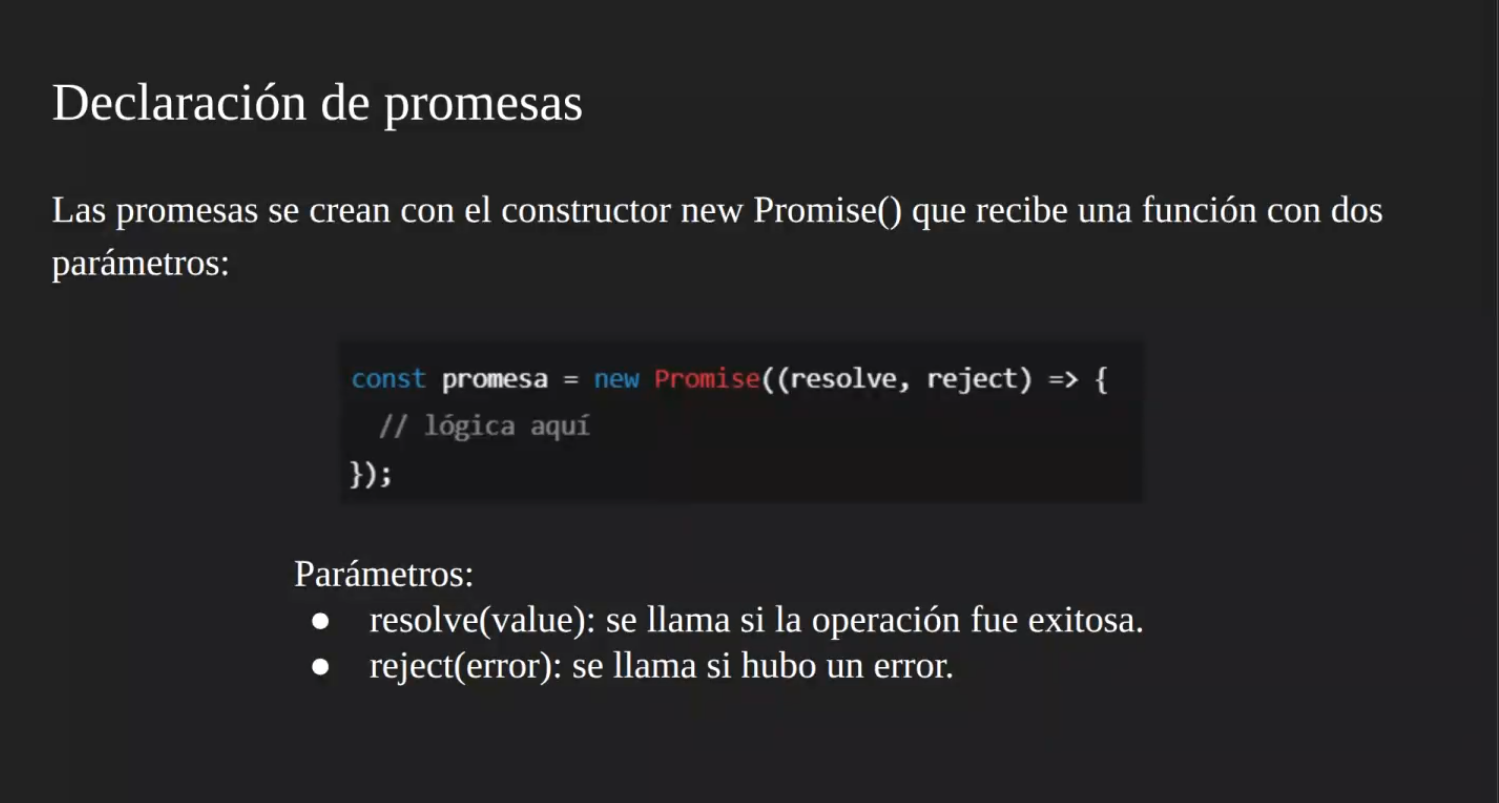 Declaración de promesas
Las promesas se crean con el constructor new Promise() que recibe una función con dos
parámetros:
const promesa = new Promise((resolve, reject) => {
  // lógica aquí
});
Parámetros:
● resolve(value): se llama si la operación fue exitosa.
● reject(error): se llama si hubo un error.